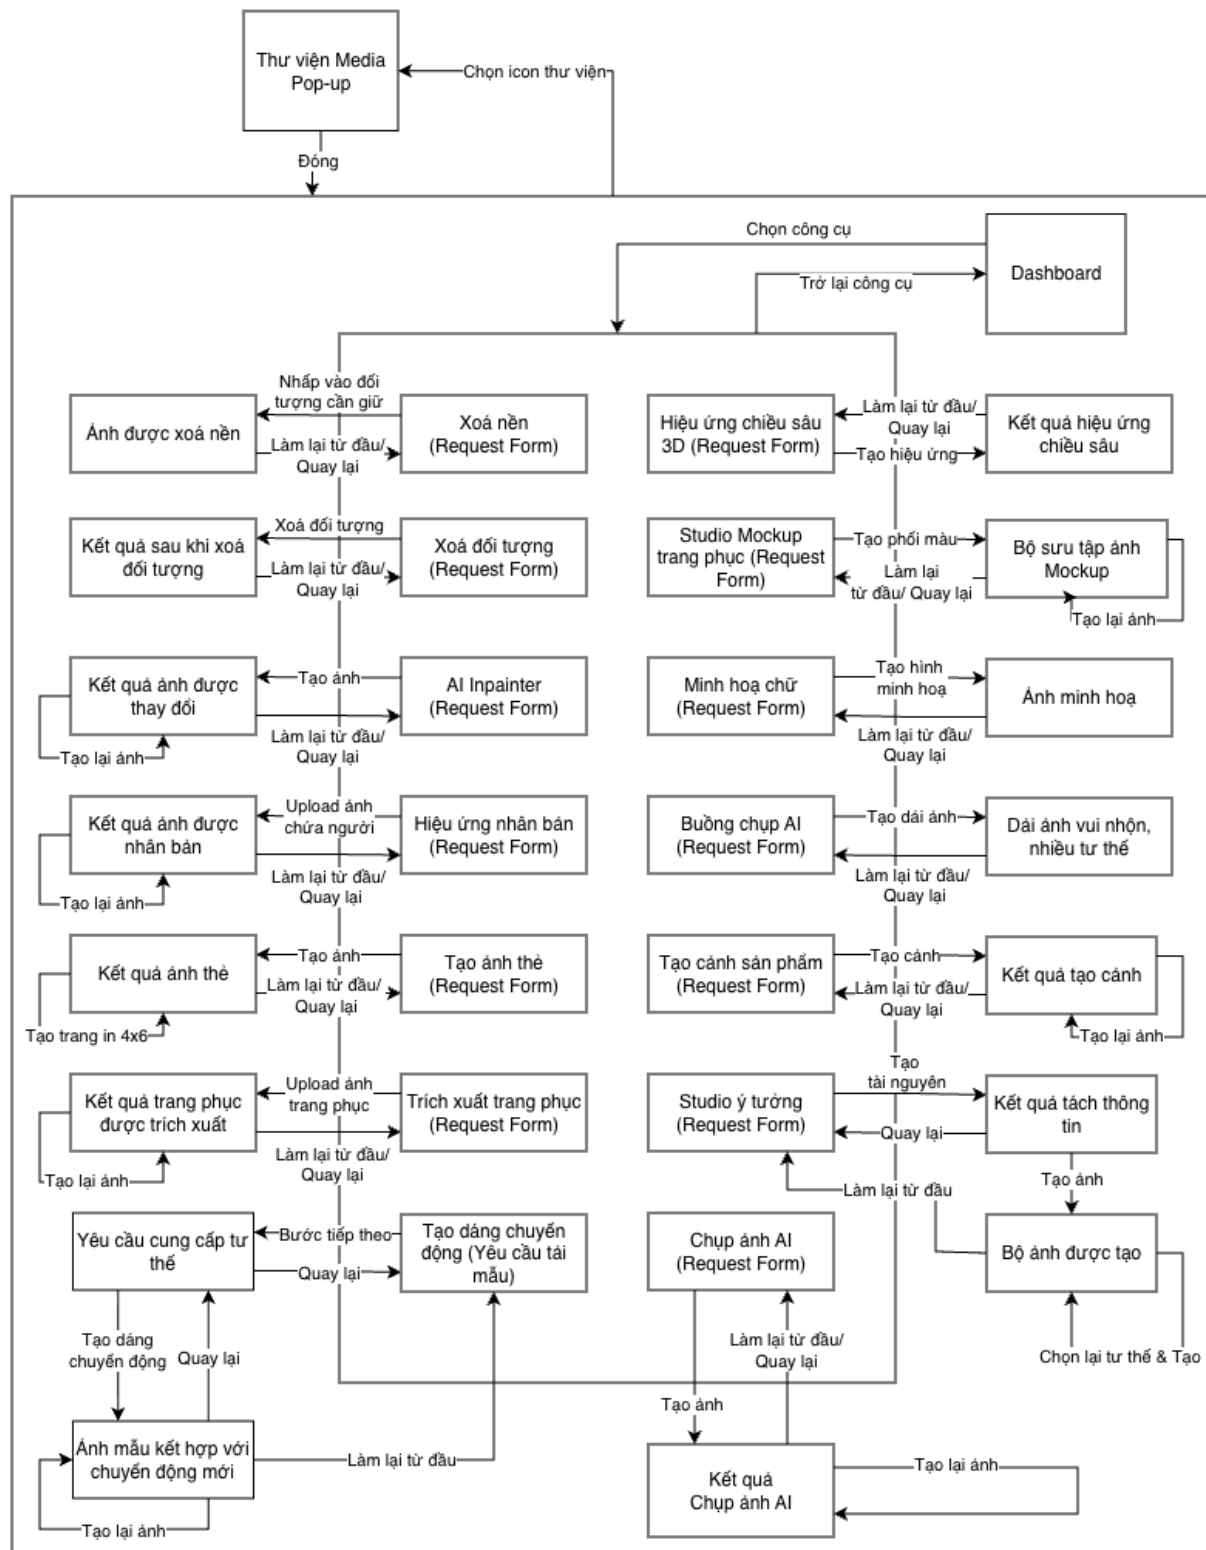 Thư viện Media
Pop-up
Chọn icon thư viện
Đóng
Chọn công cụ
Dashboard
Trở lại công cụ
Nhấp vào đối
tượng cần giữ
Ảnh được xoá nền
Xoá nền
(Request Form)
Làm lại từ đầu/
Quay lại
Hiệu ứng chiều sâu
3D (Request Form)
Làm lại từ đầu/
Quay lại
Tạo hiệu ứng
Kết quả hiệu ứng
chiều sâu
Kết quả sau khi xoá
đối tượng
Xoá đối tượng
Làm lại từ đầu/
Quay lại
Xoá đối tượng
(Request Form)
Studio Mockup
trang phục (Request
Form)
Tạo phối màu
Làm lại
từ đầu/ Quay lại
Bộ sưu tập ảnh
Mockup
Tạo lại ảnh
Kết quả ảnh được
thay đổi
Tạo ảnh
AI Inpainter
(Request Form)
Làm lại từ đầu/
Quay lại
Tạo lại ảnh
Minh hoạ chữ
(Request Form)
Tạo hình
minh hoạ
Ảnh minh hoạ
Làm lại từ đầu/
Quay lại
Kết quả ảnh được
nhân bản
Upload ảnh
chứa người
Hiệu ứng nhân bản
(Request Form)
Làm lại từ đầu/
Quay lại
Tạo lại ảnh
Buồng chụp AI
(Request Form)
Tạo dải ảnh
Dải ảnh vui nhộn,
nhiều tư thế
Làm lại từ đầu/
Quay lại
Kết quả ảnh thẻ
Tạo ảnh
Làm lại từ đầu/
Quay lại
Tạo ảnh thẻ
(Request Form)
Tạo trang in 4x6
Tạo cảnh sản phẩm
(Request Form)
Tạo cảnh
Làm lại từ đầu/
Quay lại
Kết quả tạo cảnh
Tạo lại ảnh
Kết quả trang phục
được trích xuất
Upload ảnh
trang phục
Trích xuất trang phục
(Request Form)
Làm lại từ đầu/
Quay lại
Tạo lại ảnh
Studio ý tưởng
(Request Form)
Tạo
tài nguyên
Quay lại
Kết quả tách thông
tin
Tạo ảnh
Làm lại từ đầu
Bộ ảnh được tạo
Chọn lại tư thế & Tạo
Yêu cầu cung cấp tư
thế
Bước tiếp theo
Quay lại
Tạo dáng chuyển
động (Yêu cầu tải
mẫu)
Tạo dáng
chuyển động
Quay lại
Ảnh mẫu kết hợp với
chuyển động mới
Làm lại từ đầu
Tạo lại ảnh
Chụp ảnh AI
(Request Form)
Làm lại từ đầu/
Quay lại
Tạo ảnh
Kết quả
Chụp ảnh AI
Tạo lại ảnh